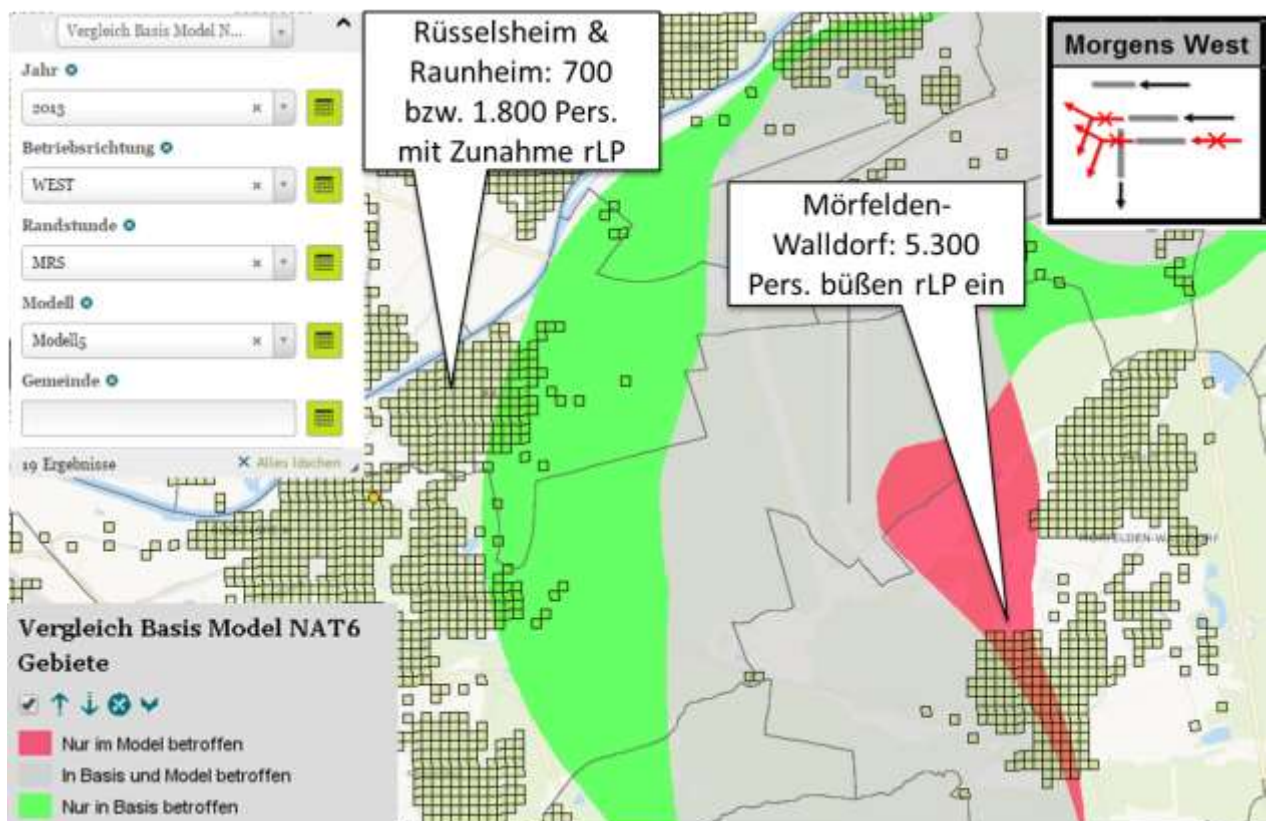 Vergleich Basis Model N...
Jahr
2013
Betriebsrichtung
WEST
Randstunde
MRS
Modell
Modell5
Gemeinde
19 Ergebnisse
Alles löschen
Rüsselsheim &
Raunheim: 700
bzw. 1.800 Pers.
mit Zunahme rLP
Mörfelden-
Walldorf: 5.300
Pers. büßen rLP ein
Morgens West
MÖRFELDEN-WALLDORF
Vergleich Basis Model NAT6
Gebiete
Nur im Model betroffen
In Basis und Model betroffen
Nur in Basis betroffen